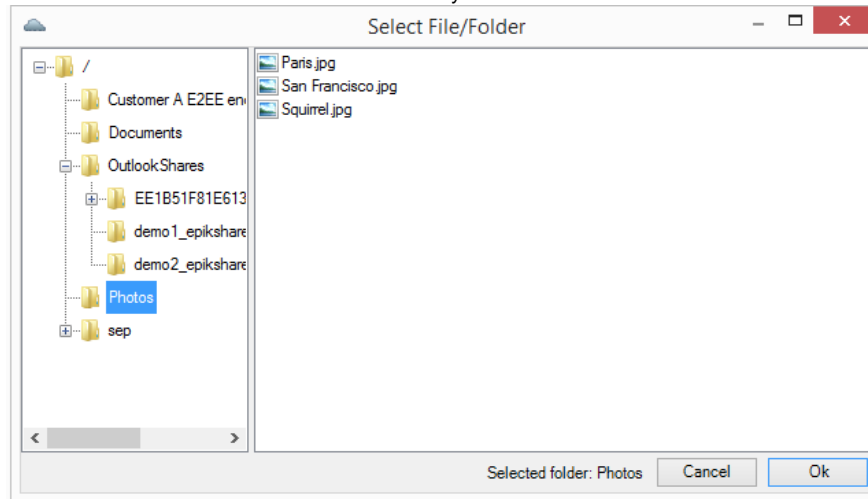 Select File/Folder
/
Customer A E2EE en
Documents
OutlookShares
EE1B51F81E613
demo1_epikshare
demo2_epikshare
Photos
sep
Paris.jpg
San Francisco.jpg
Squirrel.jpg
Selected folder: Photos
Cancel
Ok